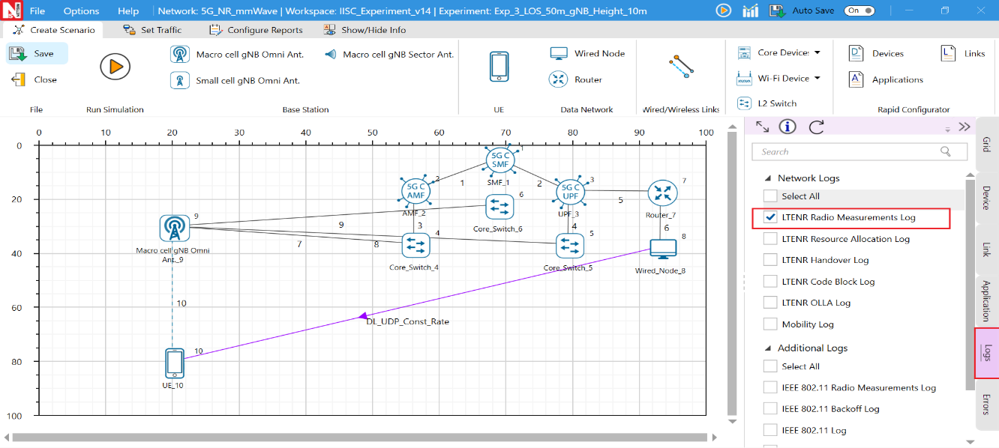 File Options Help Network: 5G_NR_mmWave | Workspace: IISC_Experiment_v14 | Experiment: Exp_3_LOS_50m_gNB_Height_10m Auto Save On
Create Scenario Set Traffic Configure Reports Show/Hide Info
Save
Close
File
Run Simulation
Macro cell gNB Omni Ant. Macro cell gNB Sector Ant.
Small cell gNB Omni Ant.
Base Station
UE
Wired Node
Router
Data Network
Wired/Wireless Links
Core Device:
Wi-Fi Device
L2 Switch
Devices Links
Applications
Rapid Configurator
0 10 20 30 40 50 60 70 80 90 100
0
20
40
60
80
100
5G C
SMF
1
SMF_1
5G C
AMF
2
AMF_2
5G C
UPF
3
UPF_3
7
Router_7
6
Core_Switch_6
4
Core_Switch_4
5
Core_Switch_5
8
Wired_Node_8
9
Macro cell gNB Omni
Ant._9
10
UE_10
1
2
3
4
5
6
7
8
9
10
DL_UDP_Const_Rate
Search
Network Logs
Select All
LTENR Radio Measurements Log
LTENR Resource Allocation Log
LTENR Handover Log
LTENR Code Block Log
LTENR OLLA Log
Mobility Log
Additional Logs
Select All
IEEE 802.11 Radio Measurements Log
IEEE 802.11 Backoff Log
IEEE 802.11 Log
Grid
Device
Link
Application
Logs
Errors